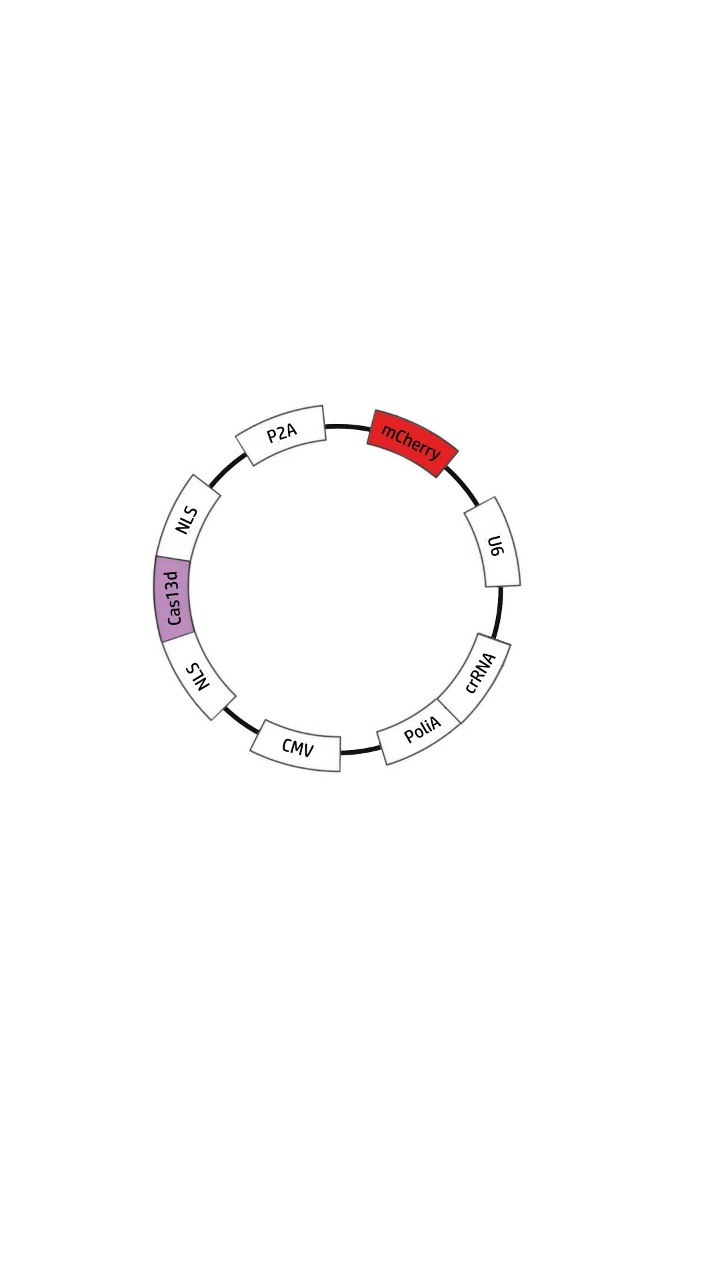 P2A
mCherry
NLS
U6
Cas13d
crRNA
NLS
PoliA
CMV